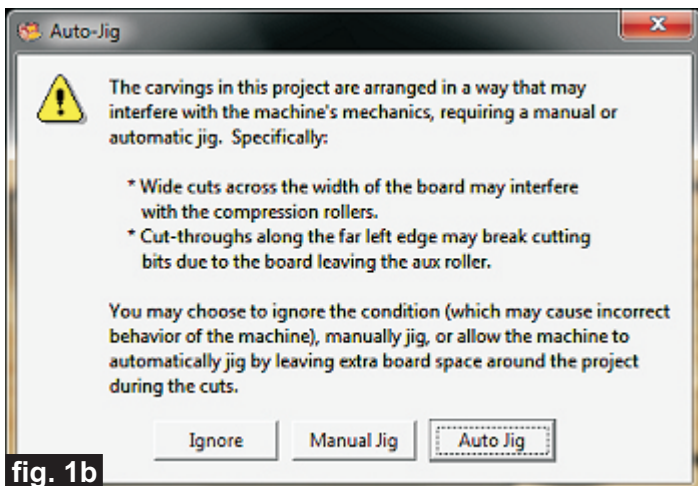 Auto-Jig
The carvings in this project are arranged in a way that may
interfere with the machine's mechanics, requiring a manual or
automatic jig.  Specifically:
* Wide cuts across the width of the board may interfere
with the compression rollers.
* Cut-throughs along the far left edge may break cutting
bits due to the board leaving the aux roller.
You may choose to ignore the condition (which may cause incorrect
behavior of the machine), manually jig, or allow the machine to
automatically jig by leaving extra board space around the project
during the cuts.
Ignore Manual Jig Auto Jig
fig. 1b